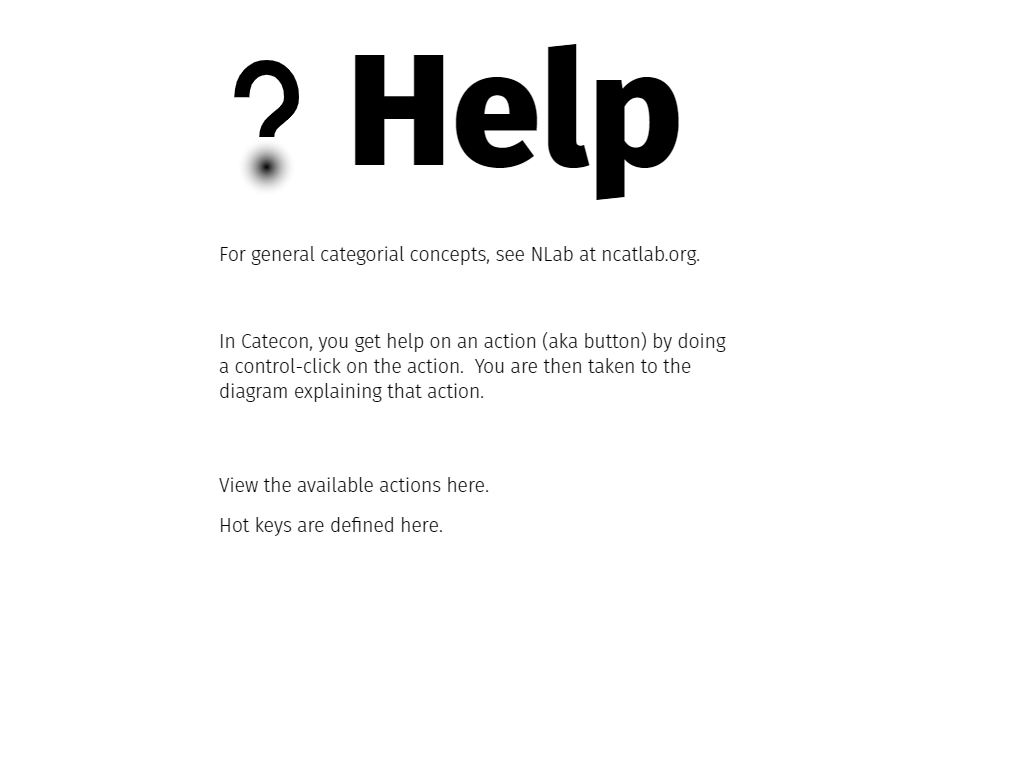 ? Help
For general categorial concepts, see NLab at ncatlab.org.
In Catecon, you get help on an action (aka button) by doing
a control-click on the action.  You are then taken to the
diagram explaining that action.
View the available actions here.
Hot keys are defined here.